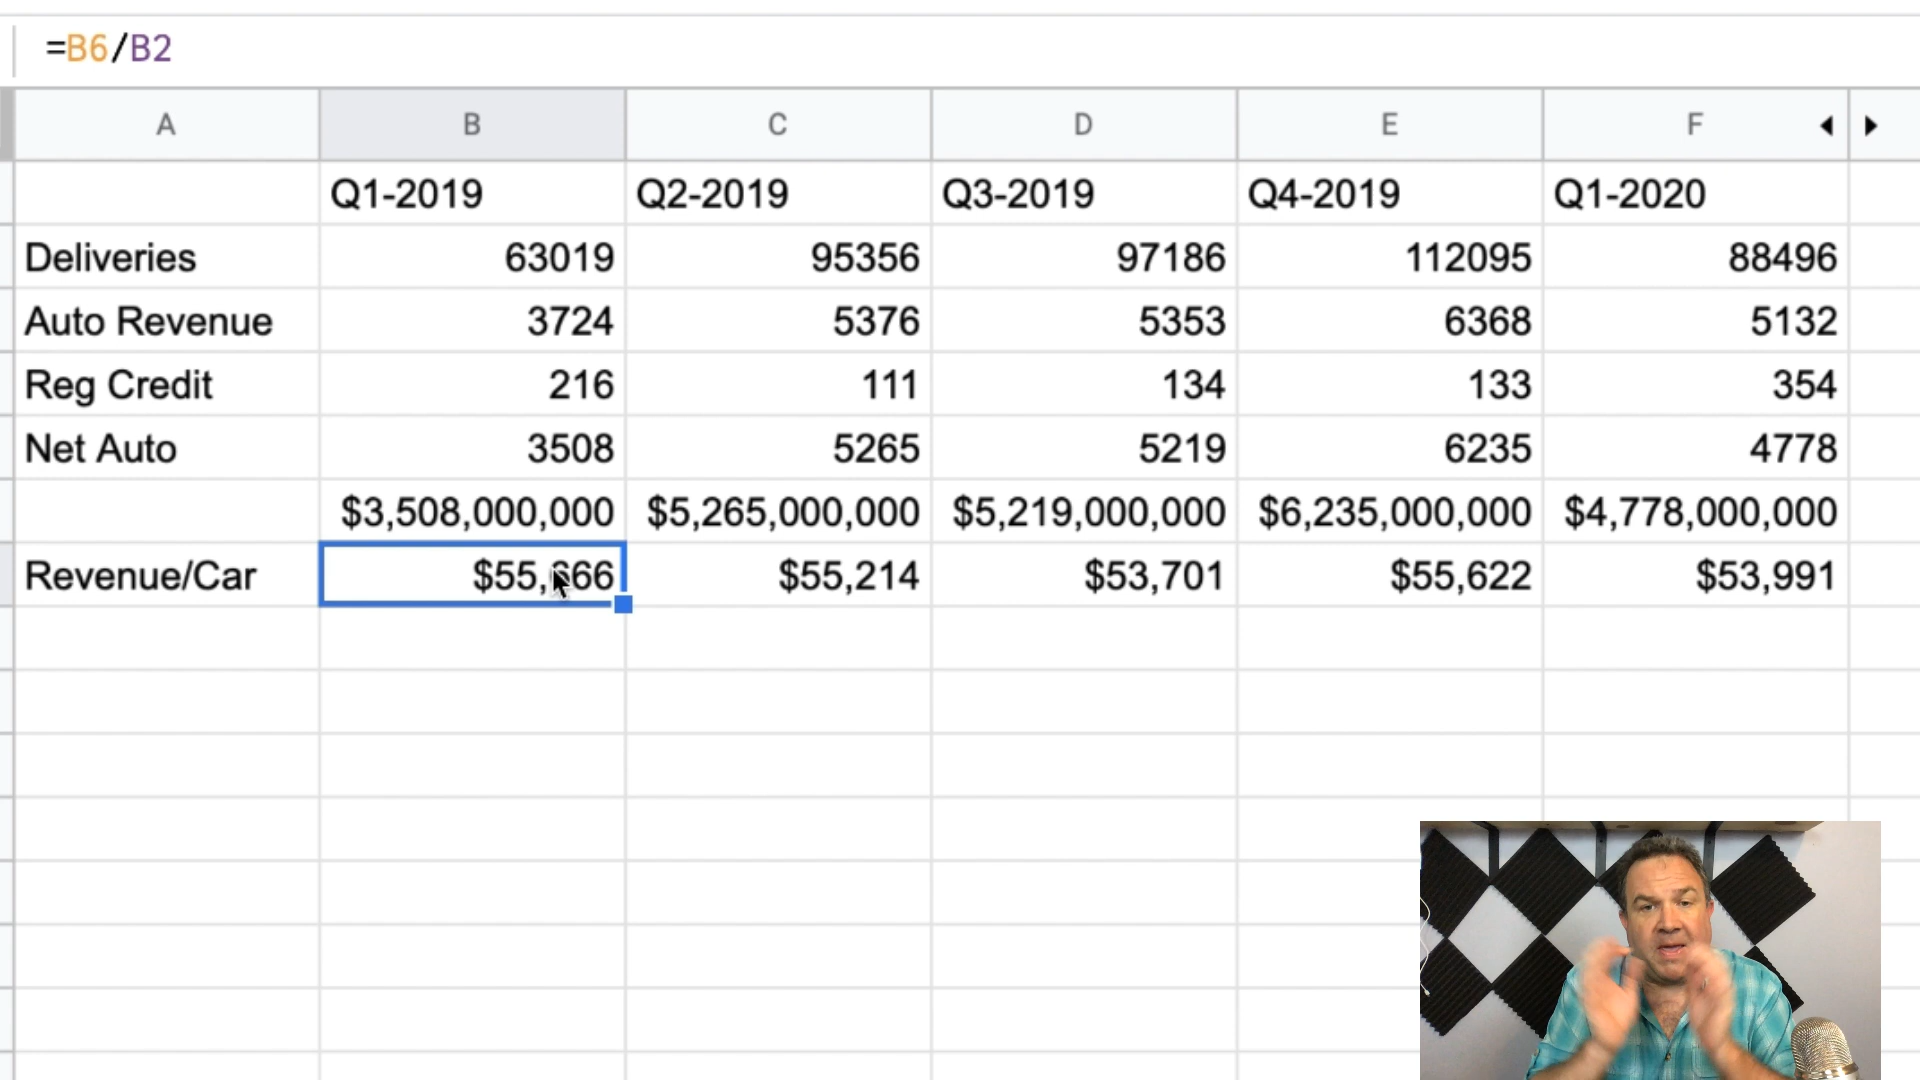 =B6/B2
A B C D E F
Q1-2019 Q2-2019 Q3-2019 Q4-2019 Q1-2020
Deliveries 63019 95356 97186 112095 88496
Auto Revenue 3724 5376 5353 6368 5132
Reg Credit 216 111 134 133 354
Net Auto 3508 5265 5219 6235 4778
$3,508,000,000 $5,265,000,000 $5,219,000,000 $6,235,000,000 $4,778,000,000
Revenue/Car $55,666 $55,214 $53,701 $55,622 $53,991